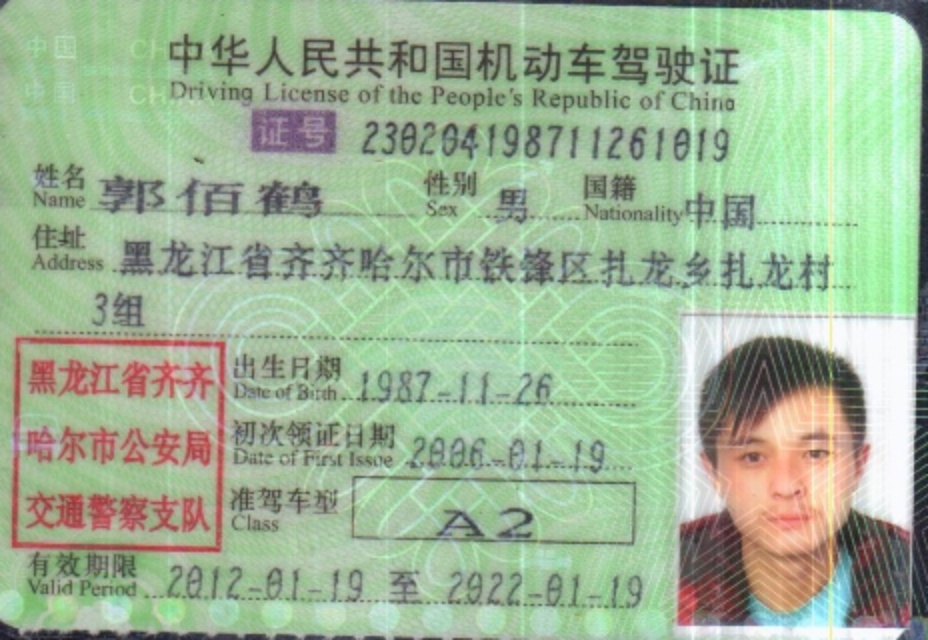 中国 CH
中国 CH
中华人民共和国机动车驾驶证
Driving License of the People's Republic of China
证号 230204198711261019
姓名 Name 郭佰鹤 性别 Sex 男 国籍 Nationality 中国
住址 Address 黑龙江省齐齐哈尔市铁锋区扎龙乡扎龙村
3组
黑龙江省齐齐
哈尔市公安局
交通警察支队
出生日期 Date of Birth 1987-11-26
初次领证日期 Date of First Issue 2006-01-19
准驾车型 Class A2
有效期限 Valid Period 2012-01-19 至 2022-01-19